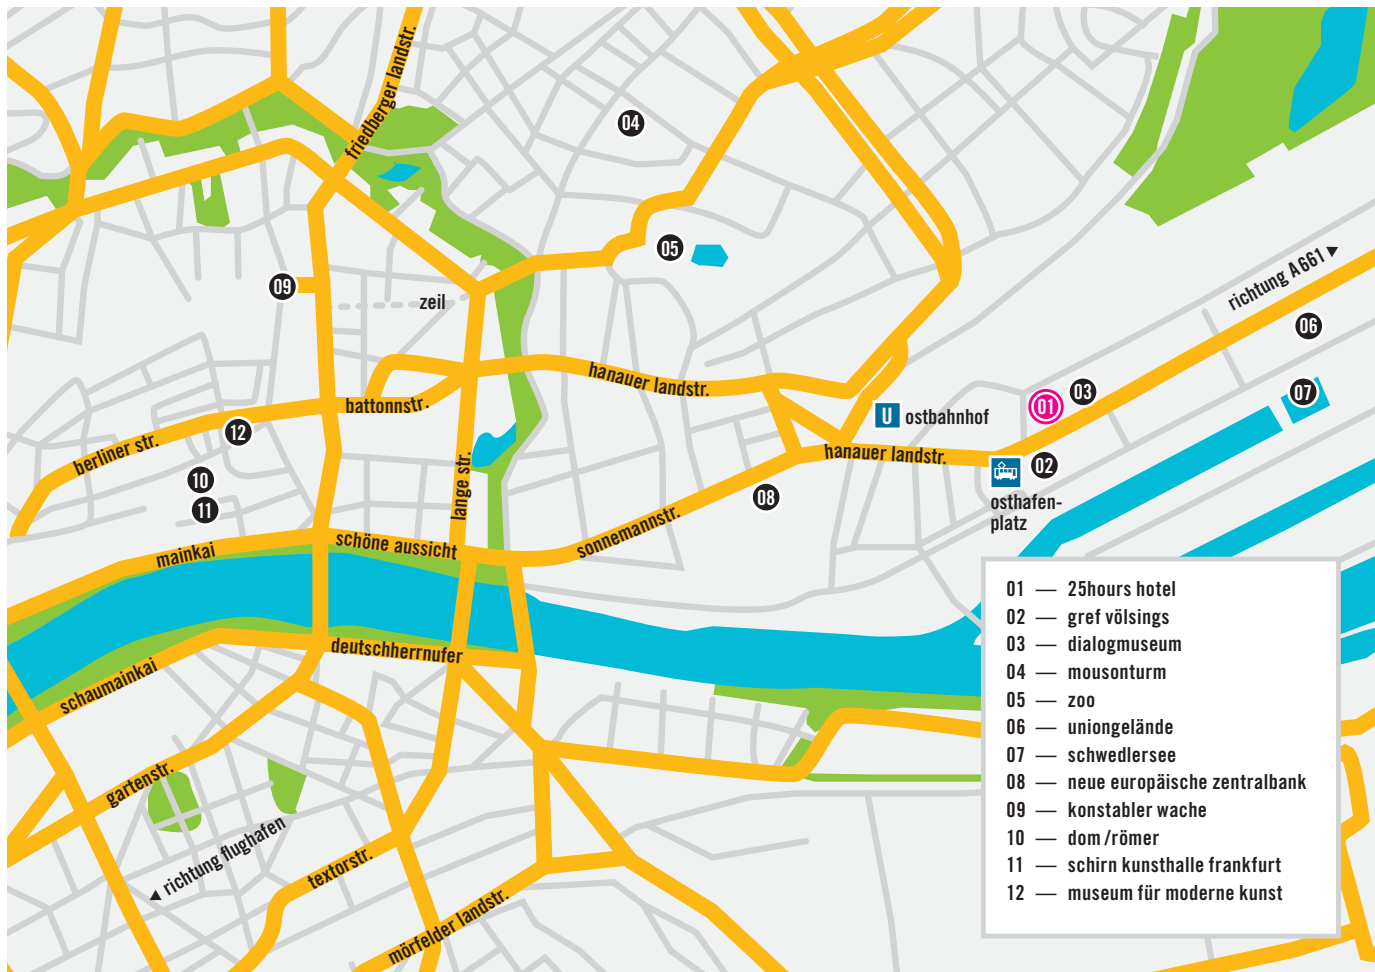 friedberger landstr.
04
05
richtung A661 ▶
09
zeil
06
hanauer landstr.
01
03
07
battonnstr.
U ostbahnhof
12
berliner str.
hanauer landstr.
02
10
lange str.
08
osthafen-
platz
11
sonnemannstr.
schöne aussicht
mainkai
deutschherrnufer
schaumainkai
gartenstr.
◀ richtung flughafen
textorstr.
mörfelder landstr.
01 — 25hours hotel
02 — gref völsings
03 — dialogmuseum
04 — mousonturm
05 — zoo
06 — uniongelände
07 — schwedlersee
08 — neue europäische zentralbank
09 — konstabler wache
10 — dom/römer
11 — schirn kunsthalle frankfurt
12 — museum für moderne kunst